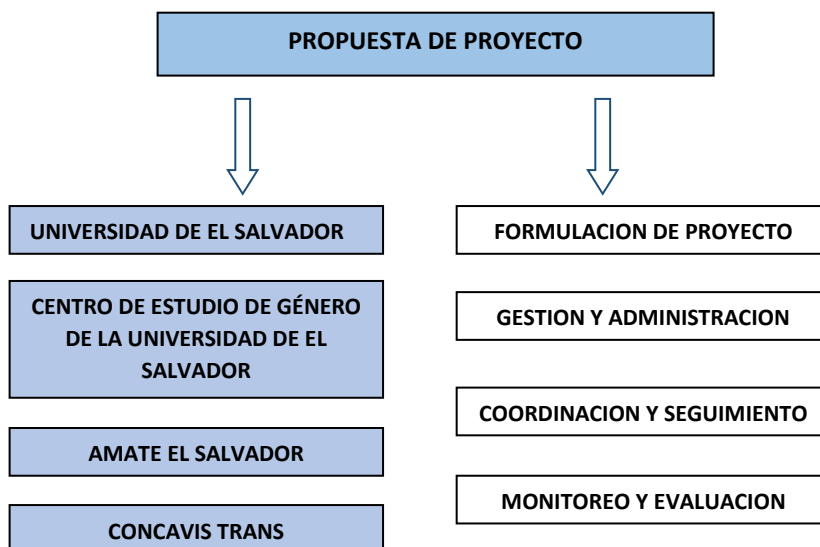 PROPUESTA DE PROYECTO
UNIVERSIDAD DE EL SALVADOR
CENTRO DE ESTUDIO DE GÉNERO
DE LA UNIVERSIDAD DE EL
SALVADOR
AMATE EL SALVADOR
CONCAVIS TRANS
FORMULACION DE PROYECTO
GESTION Y ADMINISTRACION
COORDINACION Y SEGUIMIENTO
MONITOREO Y EVALUACION